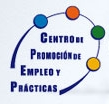 CENTRO DE
PROMOCIÓN DE
EMPLEO Y
PRÁCTICAS